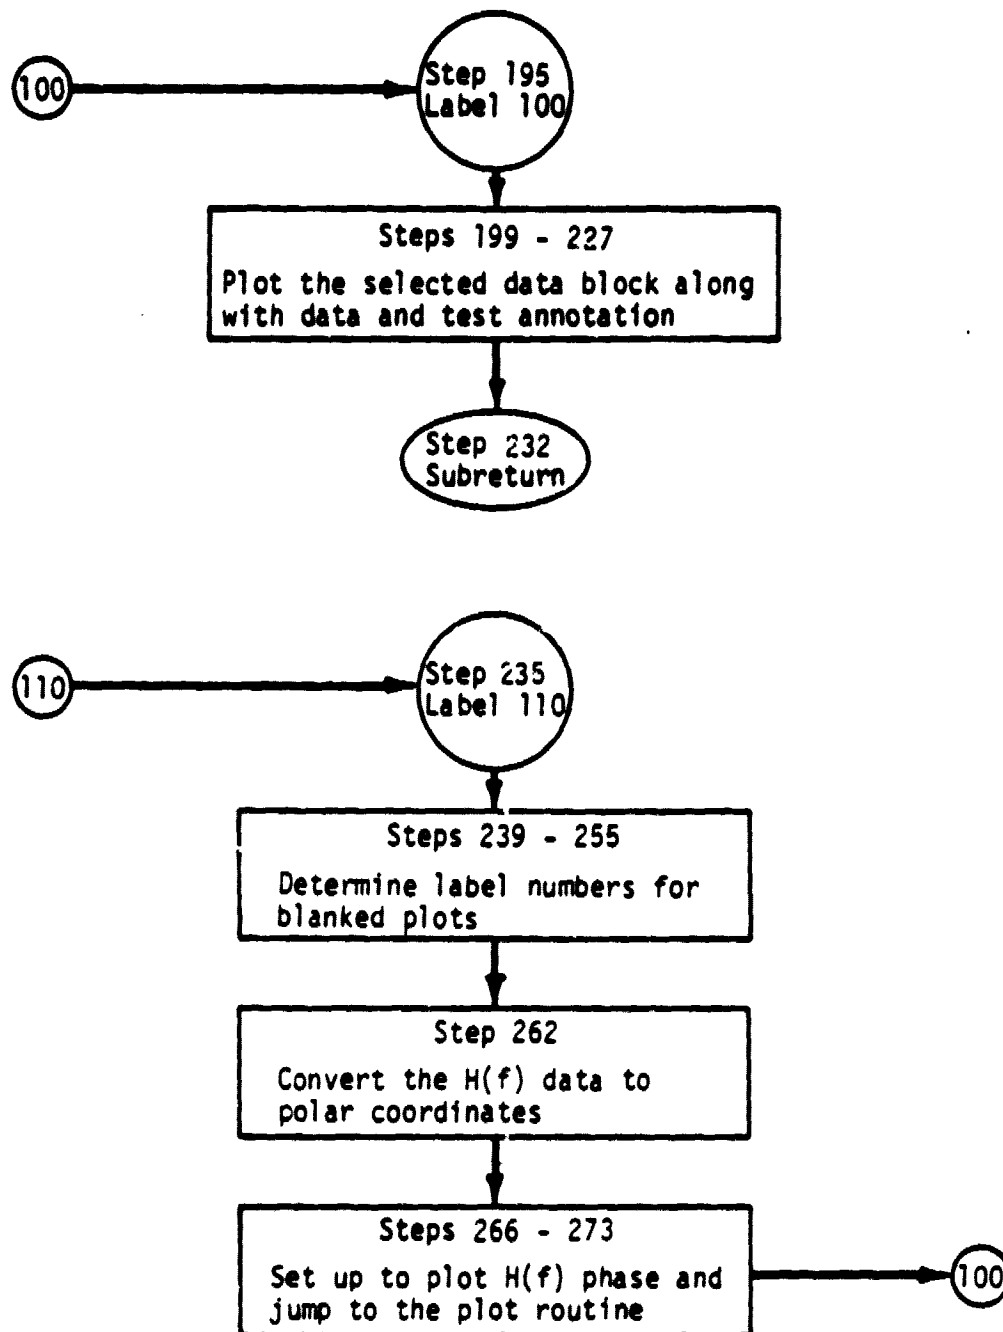 100
Step 195
Label 100
Steps 199 - 227
Plot the selected data block along
with data and test annotation
Step 232
Subreturn
110
Step 235
Label 110
Steps 239 - 255
Determine label numbers for
blanked plots
Step 262
Convert the H(f) data to
polar coordinates
Steps 266 - 273
Set up to plot H(f) phase and
jump to the plot routine
100